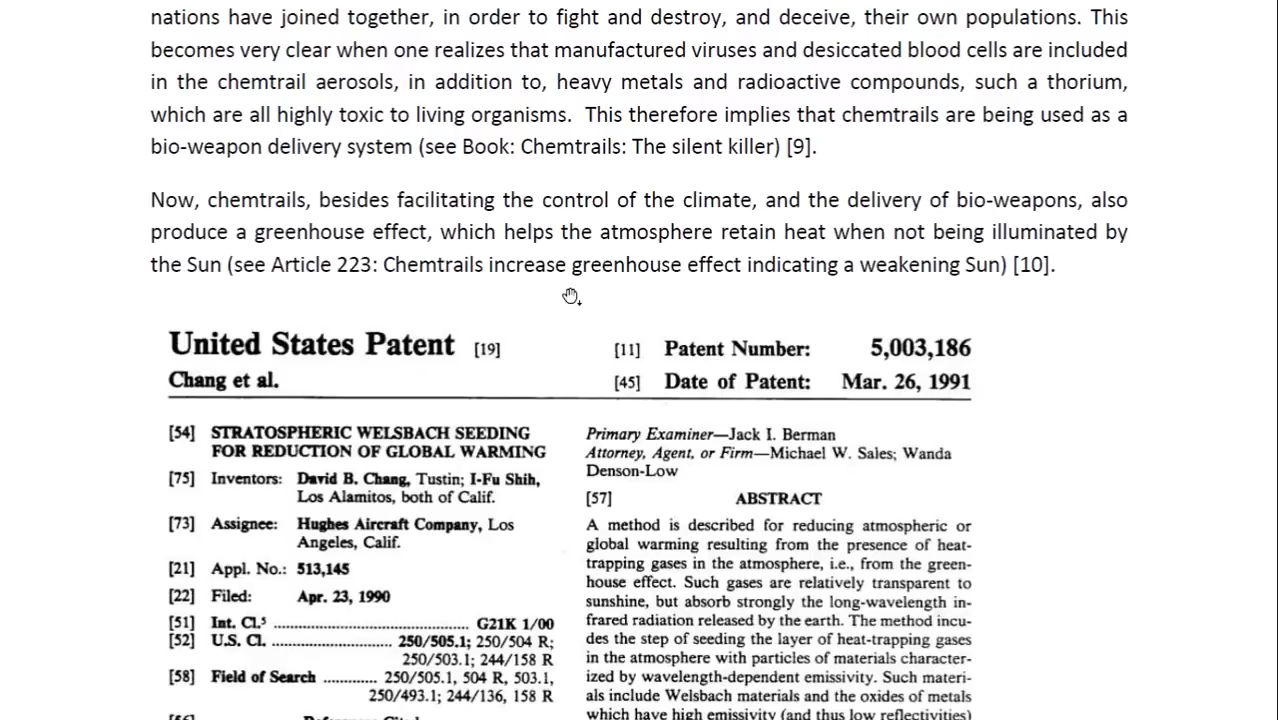 nations have joined together, in order to fight and destroy, and deceive, their own populations. This
becomes very clear when one realizes that manufactured viruses and desiccated blood cells are included
in the chemtrail aerosols, in addition to, heavy metals and radioactive compounds, such a thorium,
which are all highly toxic to living organisms. This therefore implies that chemtrails are being used as a
bio-weapon delivery system (see Book: Chemtrails: The silent killer) [9].
Now, chemtrails, besides facilitating the control of the climate, and the delivery of bio-weapons, also
produce a greenhouse effect, which helps the atmosphere retain heat when not being illuminated by
the Sun (see Article 223: Chemtrails increase greenhouse effect indicating a weakening Sun) [10].
United States Patent [19]
Chang et al.
[11] Patent Number: 5,003,186
[45] Date of Patent: Mar. 26, 1991
[54] STRATOSPHERIC WELSBACH SEEDING
FOR REDUCTION OF GLOBAL WARMING
[75] Inventors: David B. Chang, Tustin; I-Fu Shih,
Los Alamitos, both of Calif.
[73] Assignee: Hughes Aircraft Company, Los
Angeles, Calif.
[21] Appl. No.: 513,145
[22] Filed: Apr. 23, 1990
[51] Int. Cl.⁵ ........................................ G21K 1/00
[52] U.S. Cl. ........................ 250/505.1; 250/504 R;
250/503.1; 244/158 R
[58] Field of Search ............ 250/505.1, 504 R, 503.1,
250/493.1; 244/136, 158 R
[56] References Cited
Primary Examiner—Jack I. Berman
Attorney, Agent, or Firm—Michael W. Sales; Wanda
Denson-Low
[57] ABSTRACT
A method is described for reducing atmospheric or
global warming resulting from the presence of heat-
trapping gases in the atmosphere, i.e., from the green-
house effect. Such gases are relatively transparent to
sunshine, but absorb strongly the long-wavelength in-
frared radiation released by the earth. The method incu-
des the step of seeding the layer of heat-trapping gases
in the atmosphere with particles of materials character-
ized by wavelength-dependent emissivity. Such materi-
als include Welsbach materials and the oxides of metals
which have high emissivity (and thus low reflectivities)